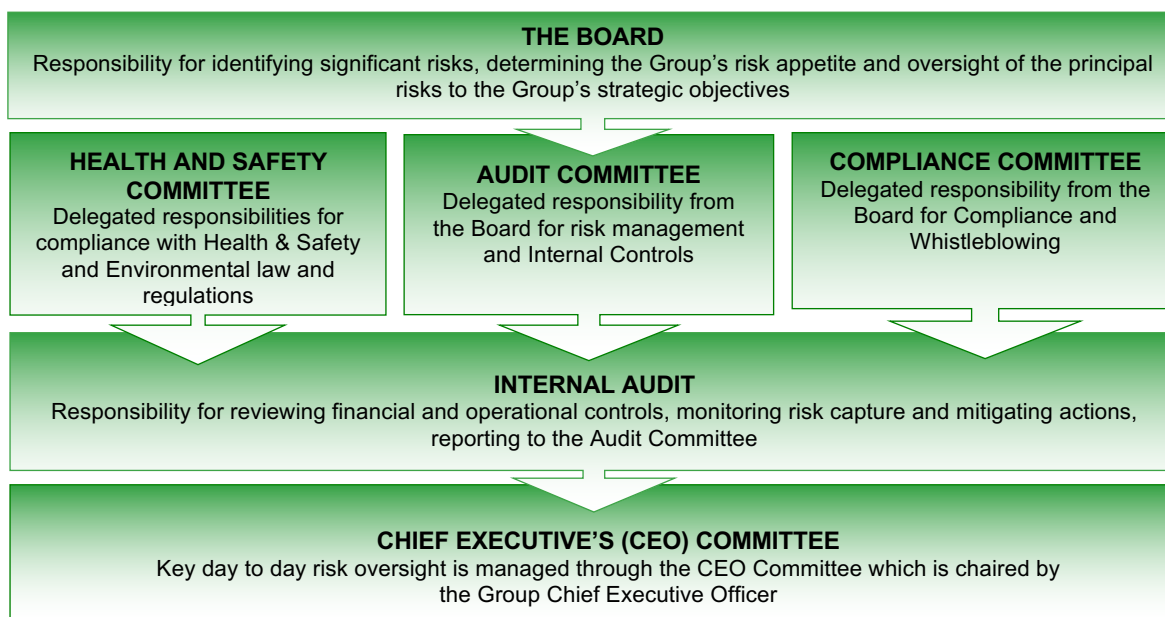 THE BOARD
Responsibility for identifying significant risks, determining the Group’s risk appetite and oversight of the principal
risks to the Group’s strategic objectives
HEALTH AND SAFETY
COMMITTEE
Delegated responsibilities for
compliance with Health & Safety
and Environmental law and
regulations
AUDIT COMMITTEE
Delegated responsibility from
the Board for risk management
and Internal Controls
COMPLIANCE COMMITTEE
Delegated responsibility from the
Board for Compliance and
Whistleblowing
INTERNAL AUDIT
Responsibility for reviewing financial and operational controls, monitoring risk capture and mitigating actions,
reporting to the Audit Committee
CHIEF EXECUTIVE’S (CEO) COMMITTEE
Key day to day risk oversight is managed through the CEO Committee which is chaired by
the Group Chief Executive Officer